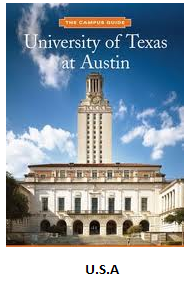 THE CAMPUS GUIDE
University of Texas
at Austin
U.S.A